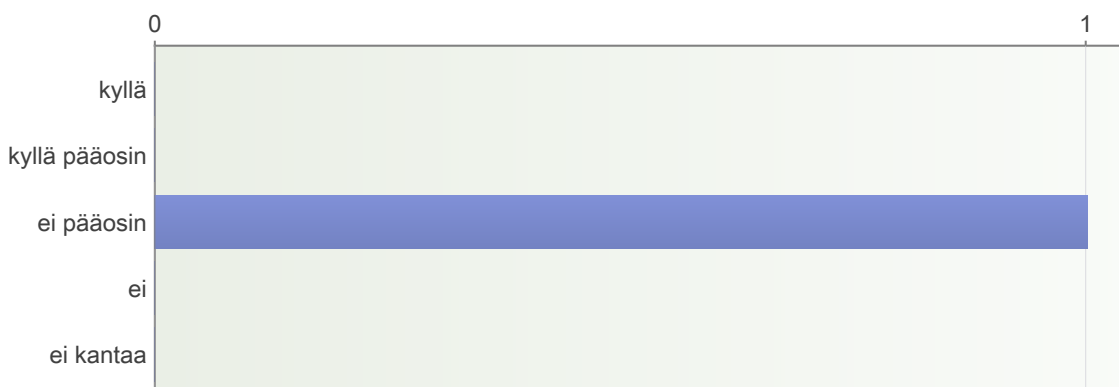 0 1
kyllä
kyllä pääosin
ei pääosin
ei
ei kantaa